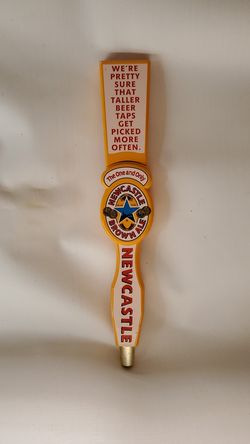 WE'RE
PRETTY
SURE
THAT
TALLER
BEER
TAPS
GET
PICKED
MORE
OFTEN.
The One and Only
NEWCASTLE
BROWN ALE
NEWCASTLE